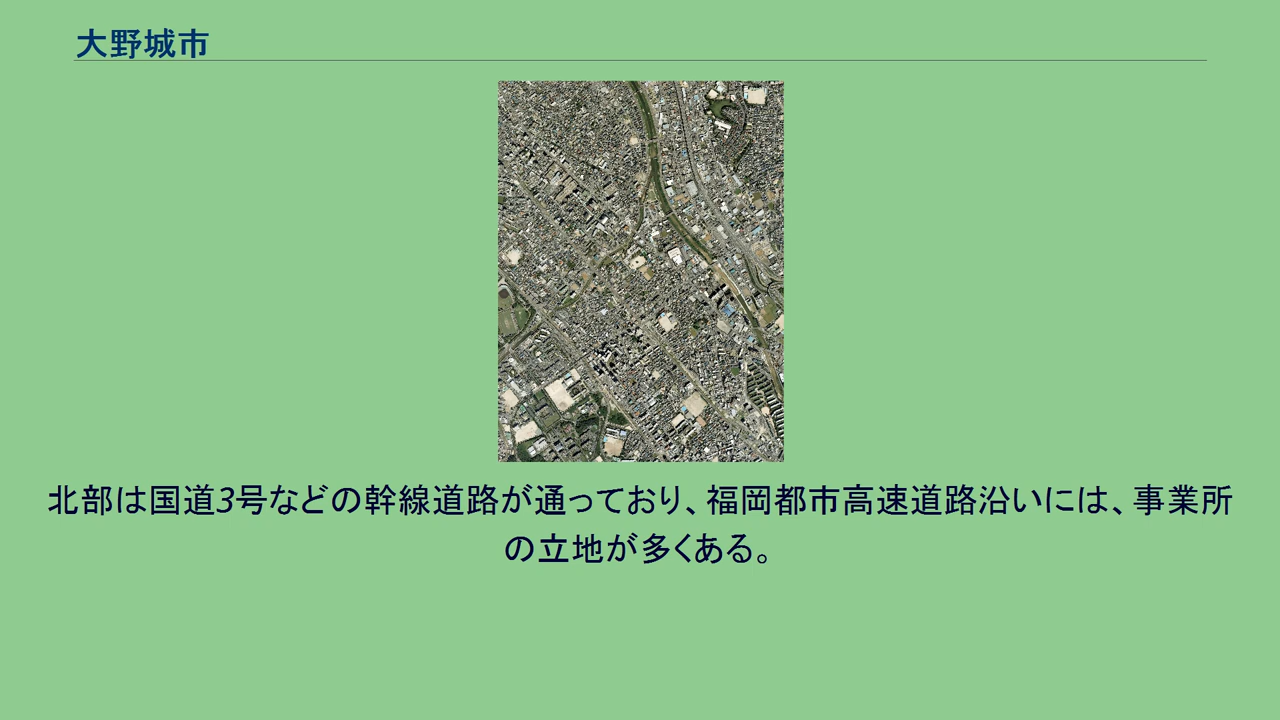 大野城市
北部は国道3号などの幹線道路が通っており、福岡都市高速道路沿いには、事業所
の立地が多くある。